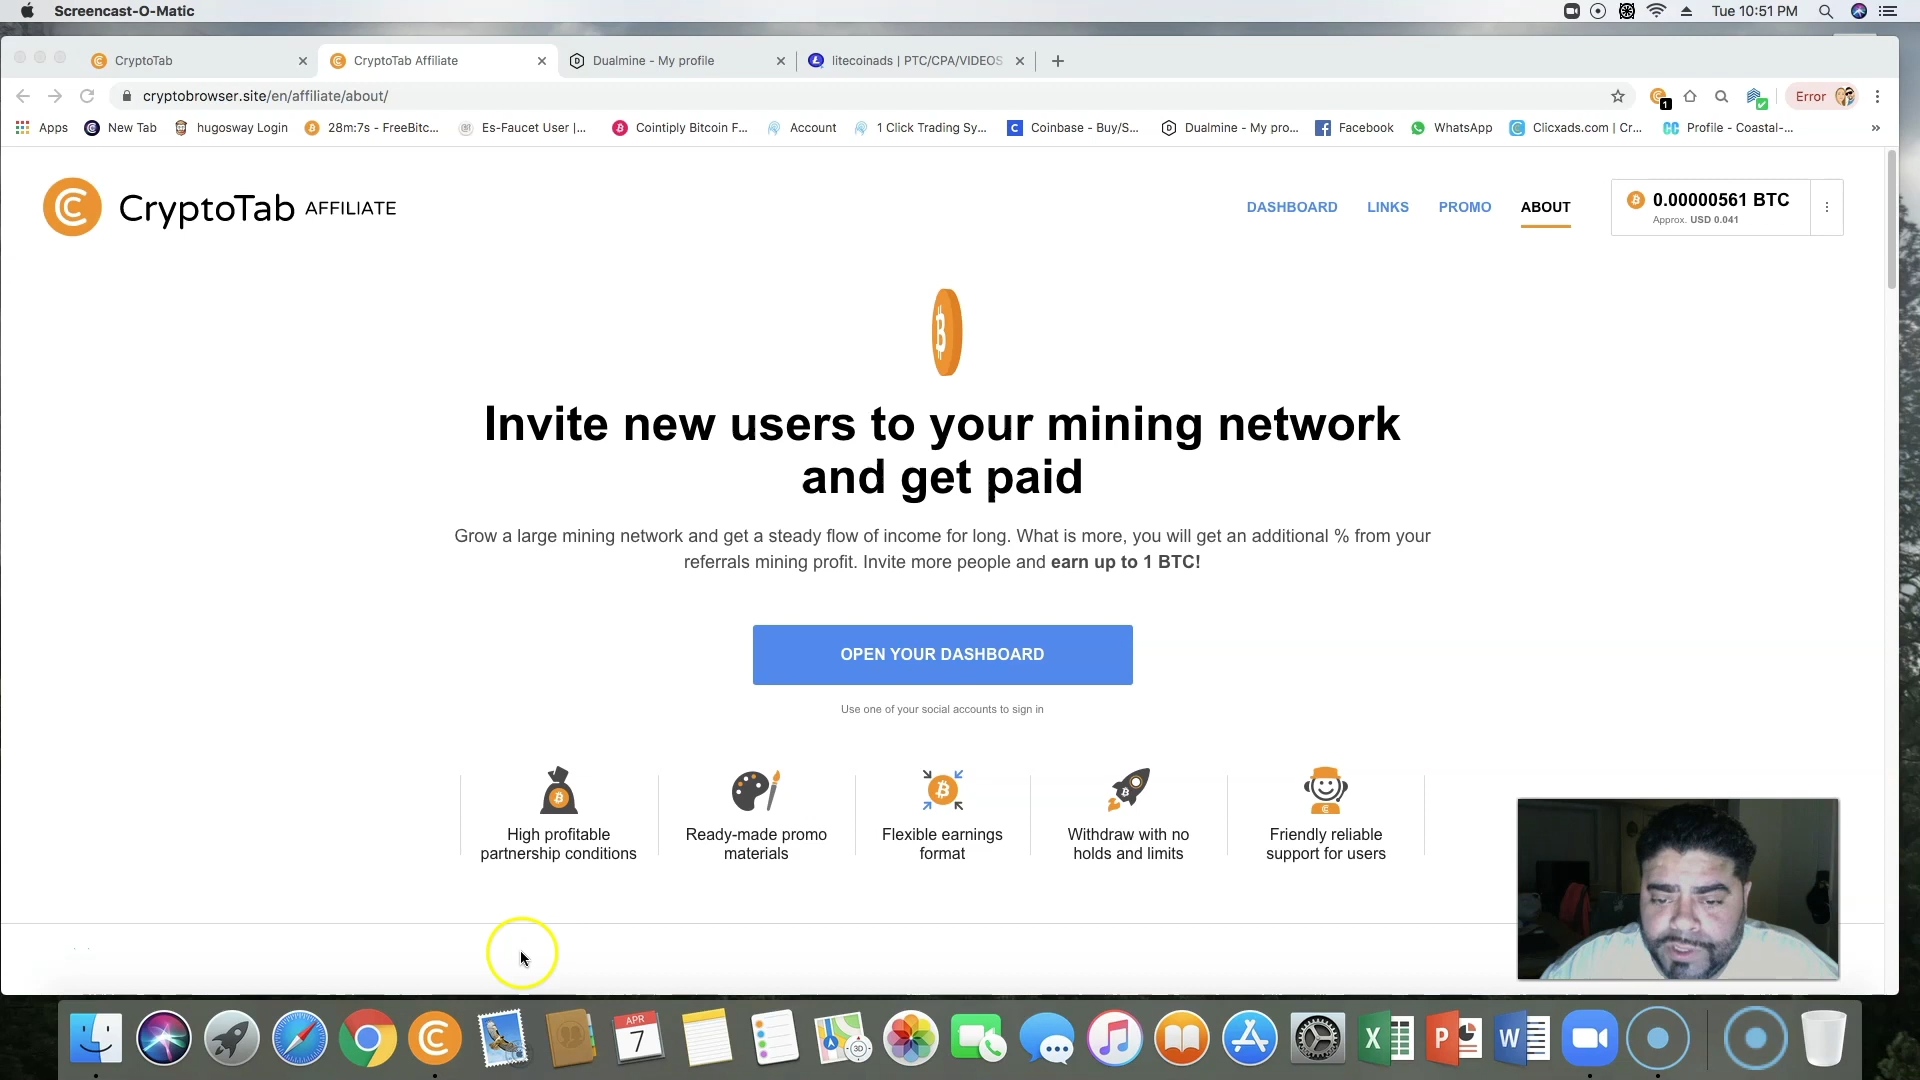 Screencast-O-Matic
Tue 10:51 PM
CryptoTab
CryptoTab Affiliate
Dualmine - My profile
litecoinads | PTC/CPA/VIDEOS
cryptobrowser.site/en/affiliate/about/
1
Error
Apps
New Tab
hugosway Login
28m:7s - FreeBitc...
Es-Faucet User |...
Cointiply Bitcoin F...
Account
1 Click Trading Sy...
Coinbase - Buy/S...
Dualmine - My pro...
Facebook
WhatsApp
Clicxads.com | Cr...
Profile - Coastal-...
CryptoTab AFFILIATE
DASHBOARD
LINKS
PROMO
ABOUT
0.00000561 BTC
Approx. USD 0.041
Invite new users to your mining network
and get paid
Grow a large mining network and get a steady flow of income for long. What is more, you will get an additional % from your
referrals mining profit. Invite more people and earn up to 1 BTC!
OPEN YOUR DASHBOARD
Use one of your social accounts to sign in
High profitable
partnership conditions
Ready-made promo
materials
Flexible earnings
format
Withdraw with no
holds and limits
Friendly reliable
support for users
APR
7
3D